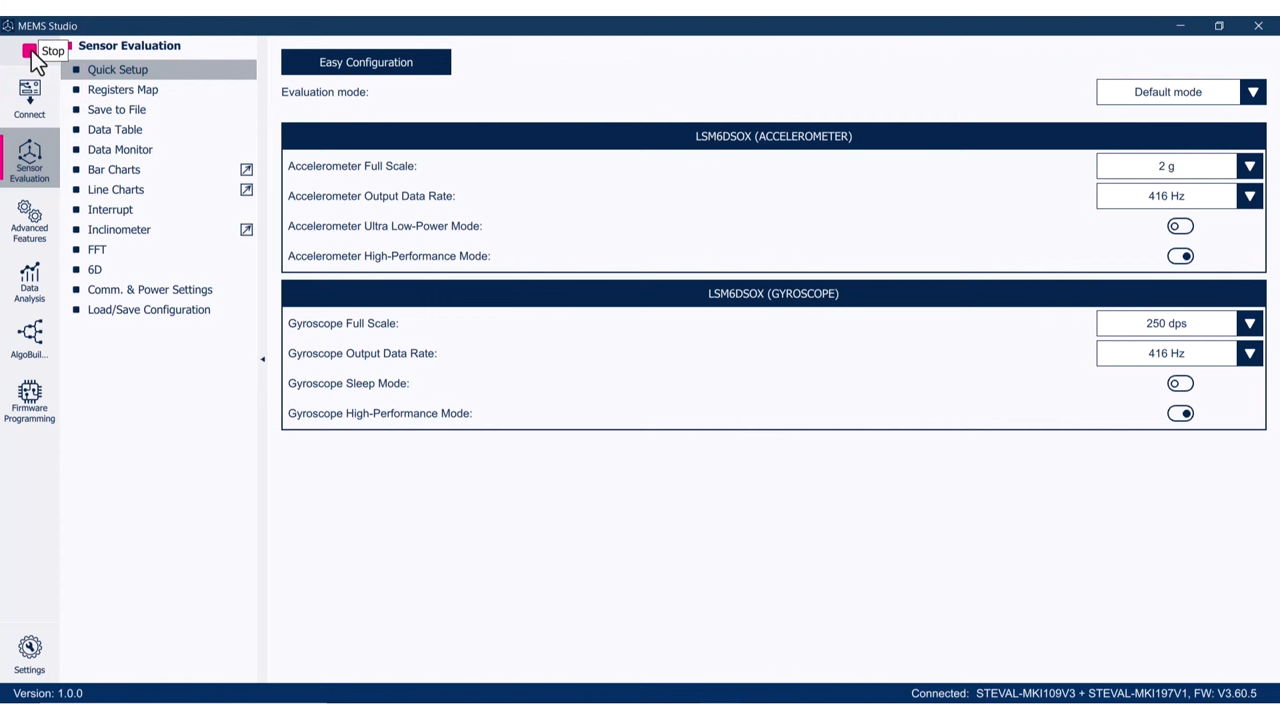 MEMS Studio
Stop
Connect
Sensor
Evaluation
Advanced
Features
Data
Analysis
AlgoBuil...
Firmware
Programming
Settings
Sensor Evaluation
Quick Setup
Registers Map
Save to File
Data Table
Data Monitor
Bar Charts
Line Charts
Interrupt
Inclinometer
FFT
6D
Comm. & Power Settings
Load/Save Configuration
Easy Configuration
Evaluation mode: Default mode
LSM6DSOX (ACCELEROMETER)
Accelerometer Full Scale: 2 g
Accelerometer Output Data Rate: 416 Hz
Accelerometer Ultra Low-Power Mode:
Accelerometer High-Performance Mode:
LSM6DSOX (GYROSCOPE)
Gyroscope Full Scale: 250 dps
Gyroscope Output Data Rate: 416 Hz
Gyroscope Sleep Mode:
Gyroscope High-Performance Mode:
Version: 1.0.0
Connected: STEVAL-MKI109V3 + STEVAL-MKI197V1, FW: V3.60.5